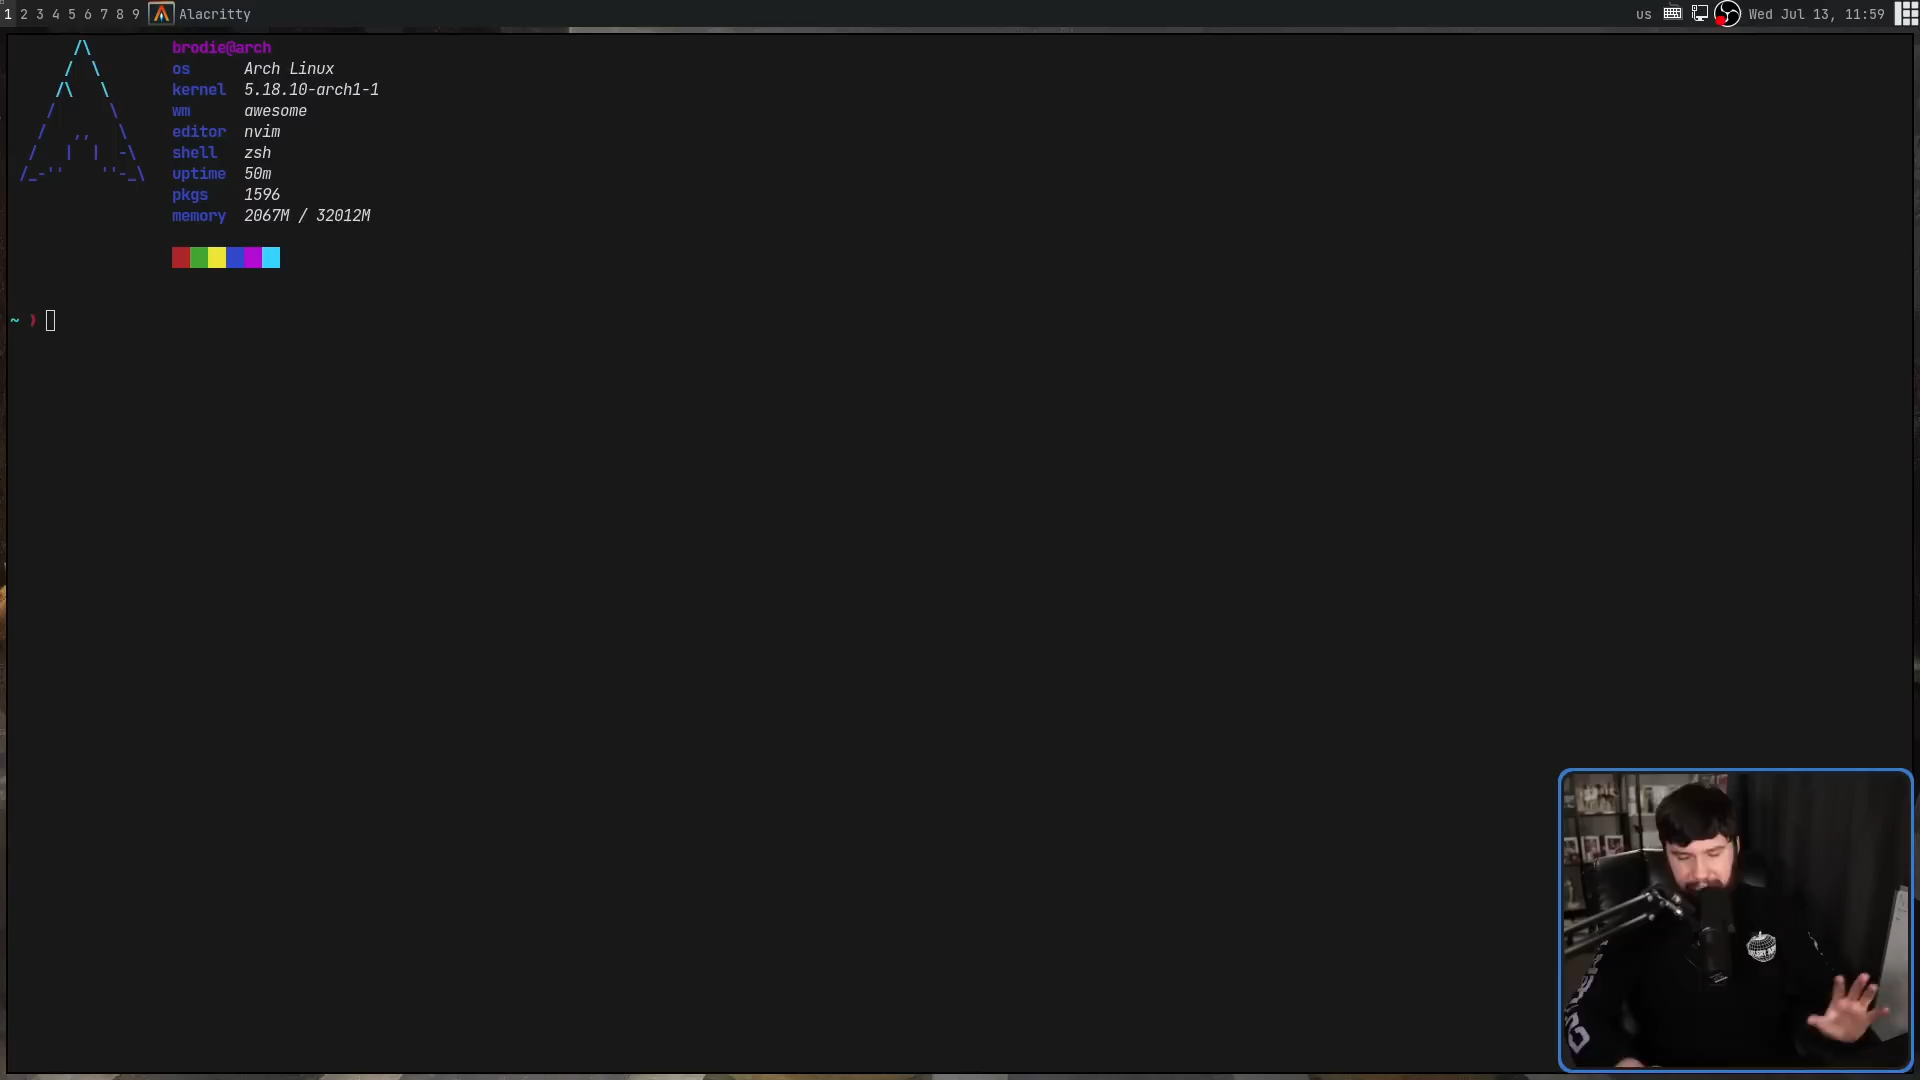 1 2 3 4 5 6 7 8 9 Alacritty us Wed Jul 13, 11:59
brodie@arch
os Arch Linux
kernel 5.18.10-arch1-1
wm awesome
editor nvim
shell zsh
uptime 50m
pkgs 1596
memory 2067M / 32012M
~ ❫